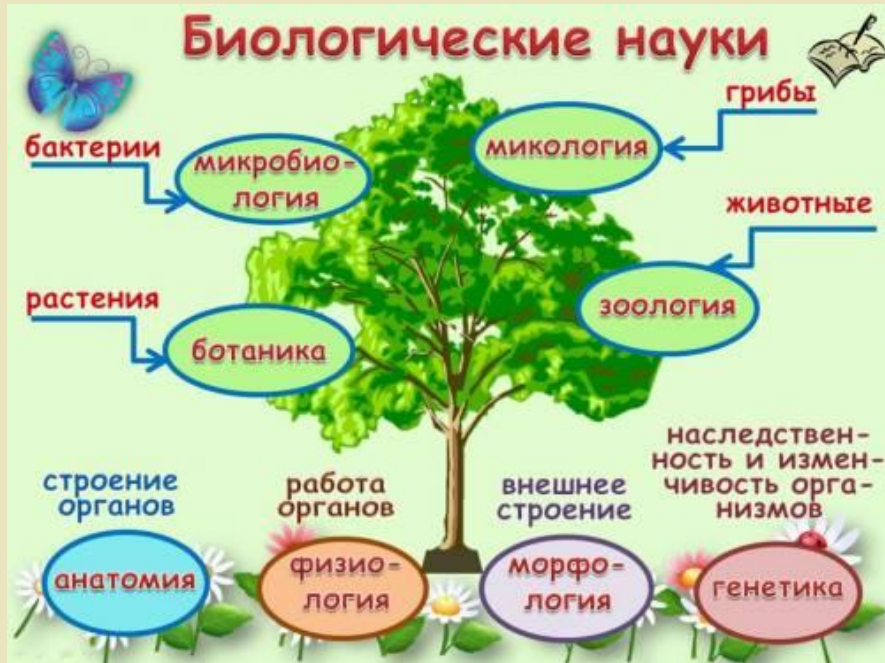 Биологические науки
бактерии
микробио-
логия
грибы
микология
животные
зоология
растения
ботаника
строение
органов
анатомия
работа
органов
физио-
логия
внешнее
строение
морфо-
логия
наследствен-
ность и измен-
чивость орга-
низмов
генетика